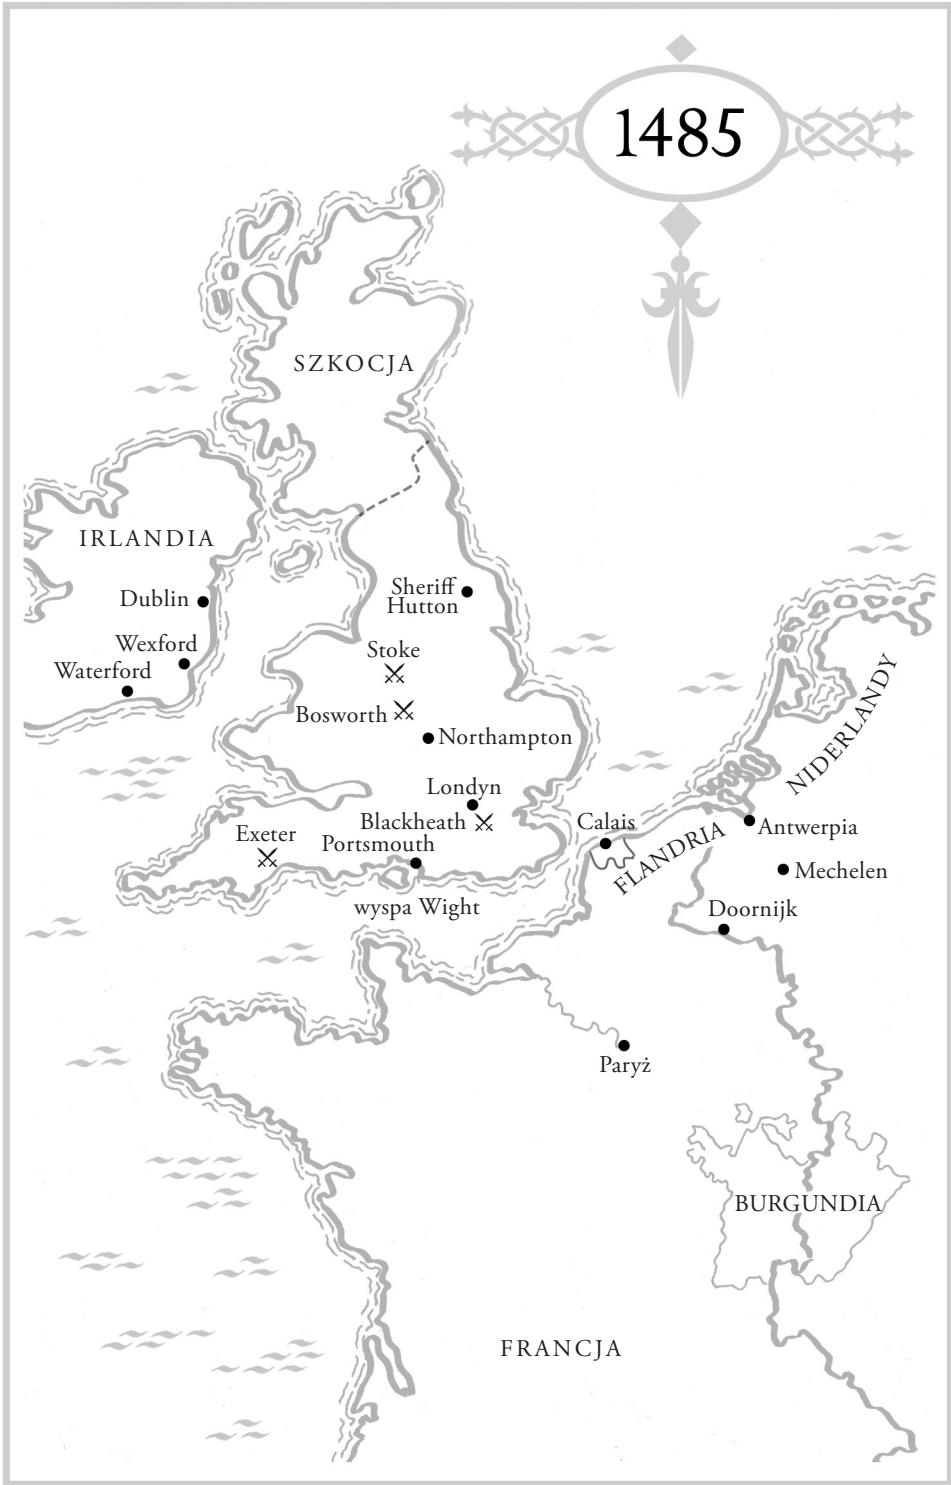 1485
SZKOCJA
IRLANDIA
Dublin
Sheriff
Hutton
Wexford
Waterford
Stoke
Bosworth
Northampton
NIDERLANDY
Londyn
Blackheath
Exeter
Portsmouth
Calais
FLANDRIA
Antwerpia
Mechelen
wyspa Wight
Doornijk
Paryż
BURGUNDIA
FRANCJA